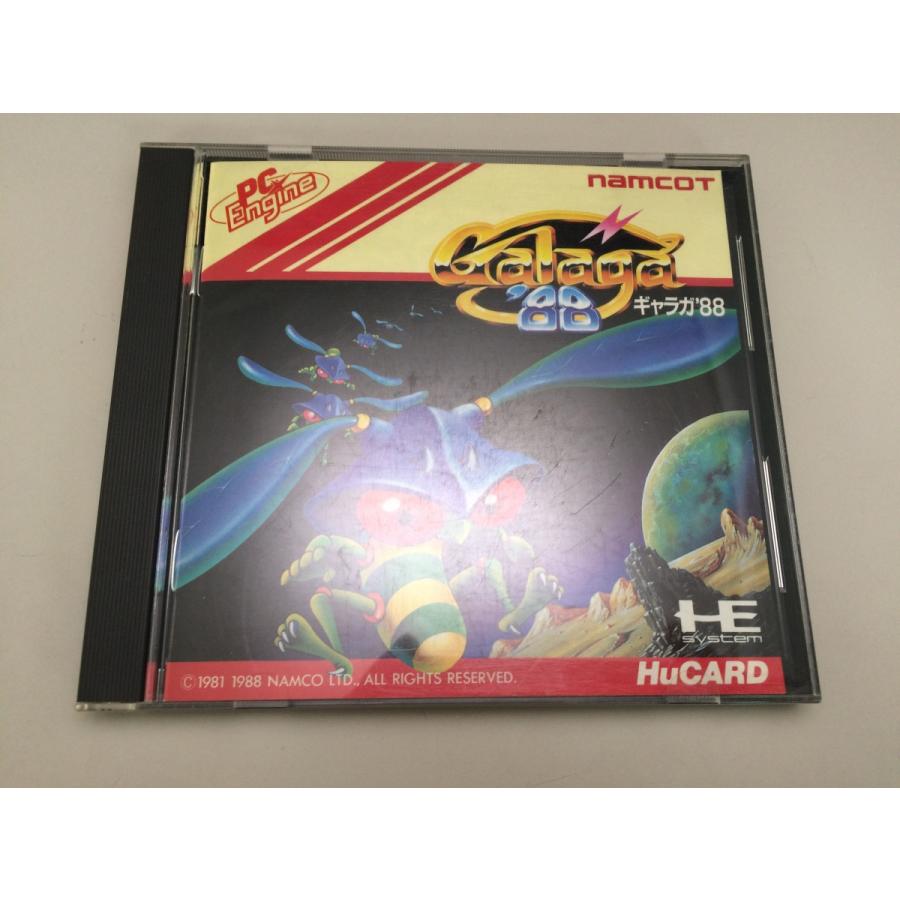 PC
Engine
namcot
Galaga
'88
ギャラガ'88
HE
system
HuCARD
© 1981 1988 NAMCO LTD., ALL RIGHTS RESERVED.